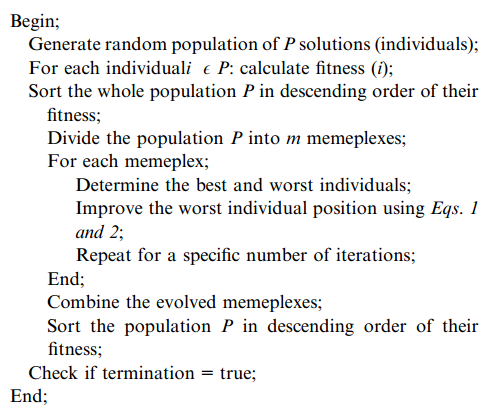 Begin;
Generate random population of P solutions (individuals);
For each individuali ϵ P: calculate fitness (i);
Sort the whole population P in descending order of their
fitness;
Divide the population P into m memeplexes;
For each memeplex;
Determine the best and worst individuals;
Improve the worst individual position using Eqs. 1
and 2;
Repeat for a specific number of iterations;
End;
Combine the evolved memeplexes;
Sort the population P in descending order of their
fitness;
Check if termination = true;
End;